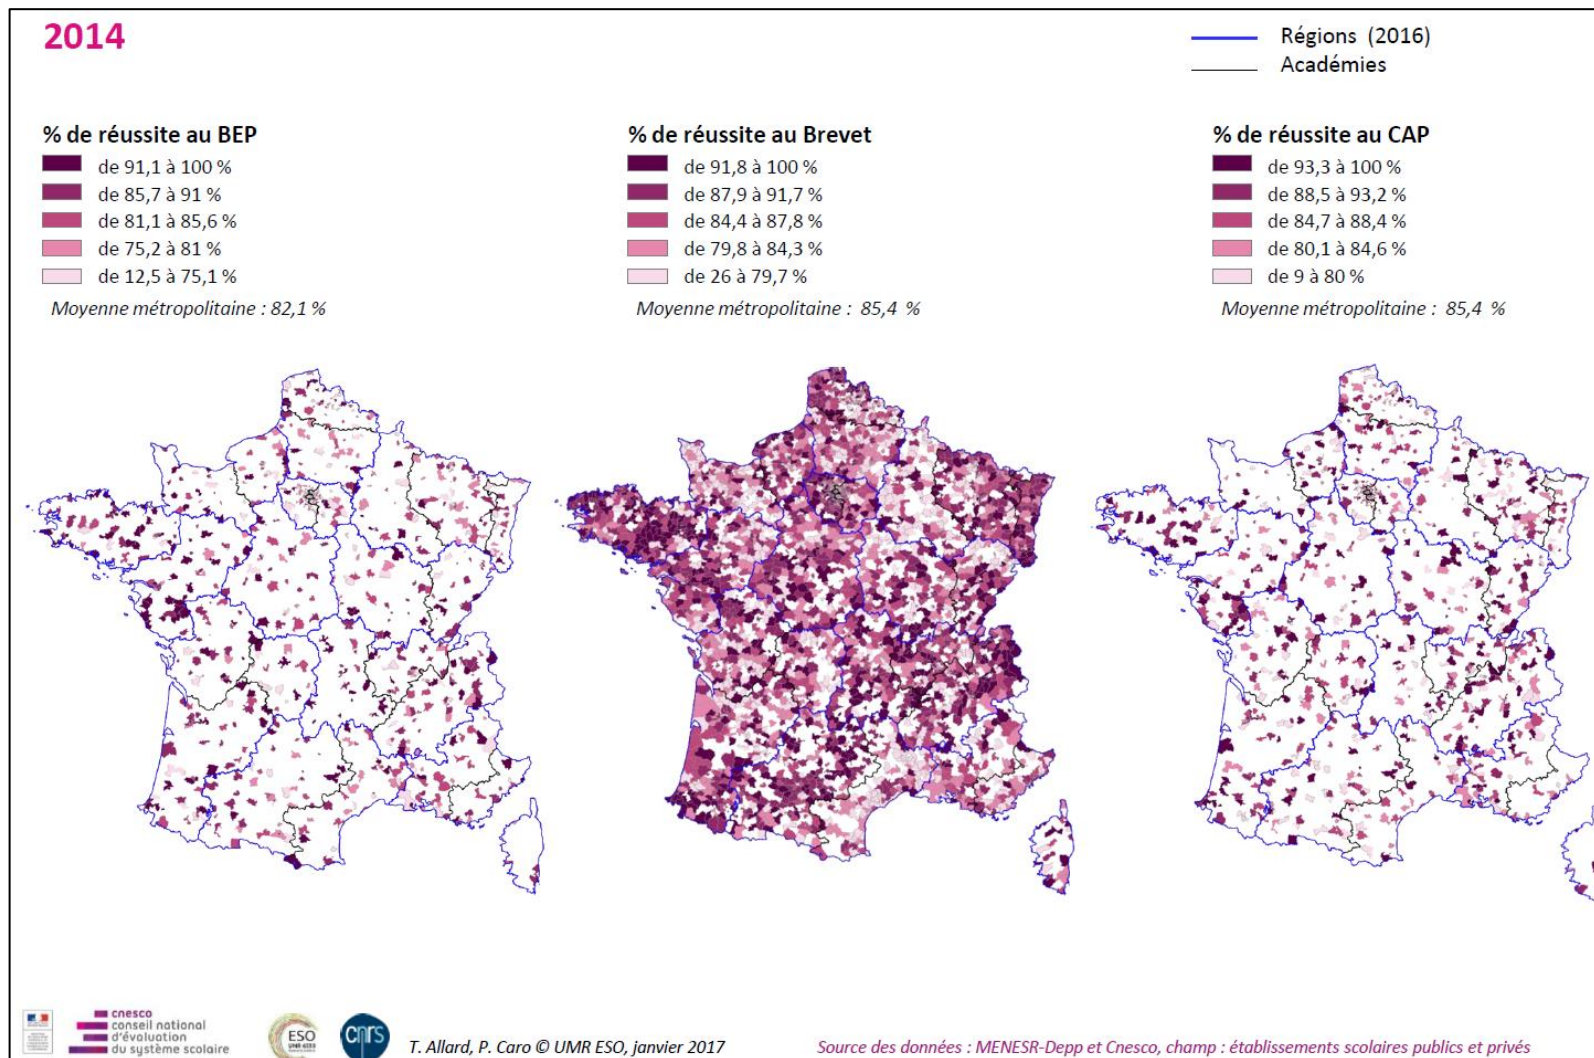 2014
Régions (2016)
Académies
% de réussite au BEP
de 91,1 à 100 %
de 85,7 à 91 %
de 81,1 à 85,6 %
de 75,2 à 81 %
de 12,5 à 75,1 %
Moyenne métropolitaine : 82,1 %
% de réussite au Brevet
de 91,8 à 100 %
de 87,9 à 91,7 %
de 84,4 à 87,8 %
de 79,8 à 84,3 %
de 26 à 79,7 %
Moyenne métropolitaine : 85,4 %
% de réussite au CAP
de 93,3 à 100 %
de 88,5 à 93,2 %
de 84,7 à 88,4 %
de 80,1 à 84,6 %
de 9 à 80 %
Moyenne métropolitaine : 85,4 %
cnesco
conseil national
d'évaluation
du système scolaire
ESO
UMR 6590
cnrs
T. Allard, P. Caro © UMR ESO, janvier 2017
Source des données : MENESR-Depp et Cnesco, champ : établissements scolaires publics et privés